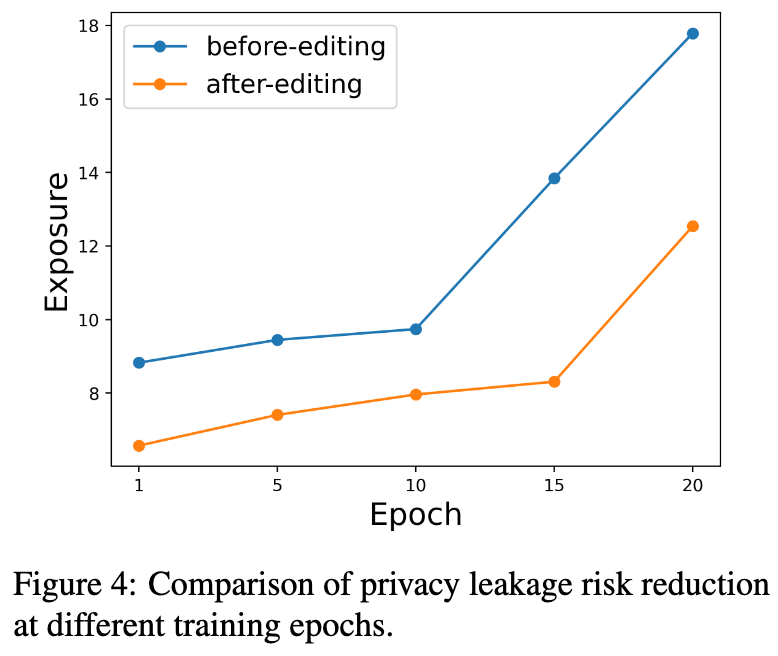 18
16
14
12
10
8
Exposure
before-editing
after-editing
1 5 10 15 20
Epoch
Figure 4: Comparison of privacy leakage risk reduction
at different training epochs.